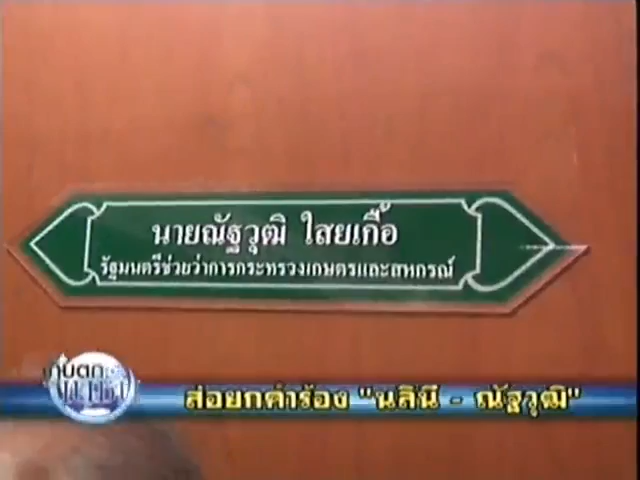 นายณัฐวุฒิ ใสยเกื้อ
รัฐมนตรีช่วยว่าการกระทรวงเกษตรและสหกรณ์
ส่อยกคำร้อง "นลินี - ณัฐวุฒิ"